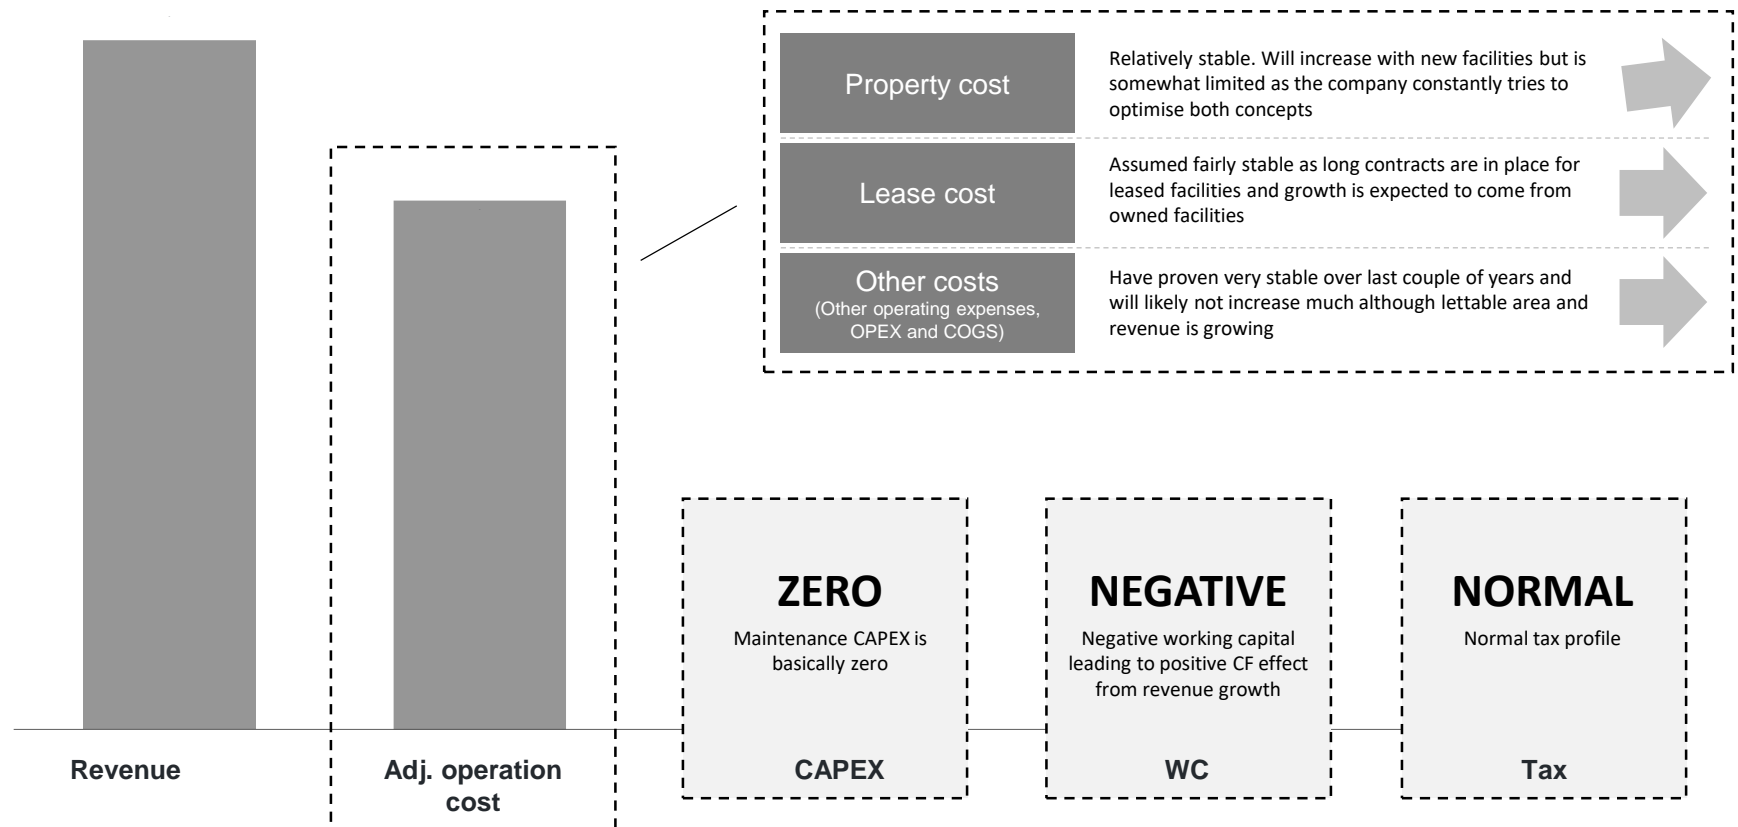 Property cost
Relatively stable. Will increase with new facilities but is
somewhat limited as the company constantly tries to
optimise both concepts
Lease cost
Assumed fairly stable as long contracts are in place for
leased facilities and growth is expected to come from
owned facilities
Other costs
(Other operating expenses,
OPEX and COGS)
Have proven very stable over last couple of years and
will likely not increase much although lettable area and
revenue is growing
ZERO
Maintenance CAPEX is
basically zero
NEGATIVE
Negative working capital
leading to positive CF effect
from revenue growth
NORMAL
Normal tax profile
Revenue
Adj. operation
cost
CAPEX
WC
Tax